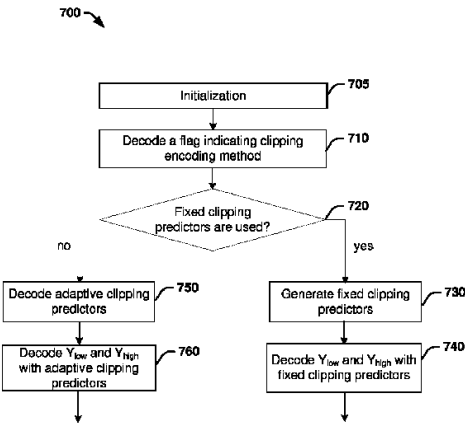 700
Initialization
705
Decode a flag indicating clipping
encoding method
710
Fixed clipping
predictors are used?
720
no
yes
Decode adaptive clipping
predictors
750
Generate fixed clipping
predictors
730
Decode Ylow and Yhigh
with adaptive clipping
predictors
760
Decode Ylow and Yhigh with
fixed clipping predictors
740